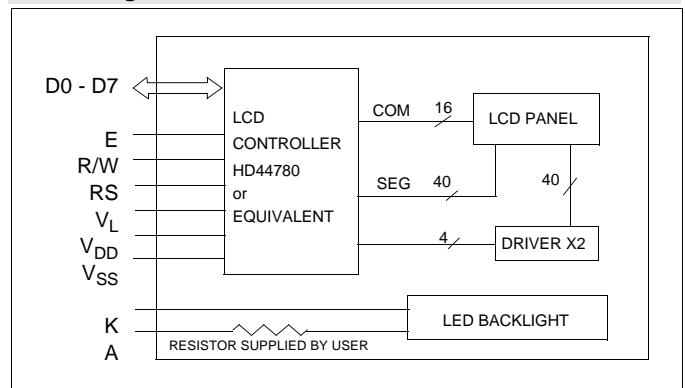 D0 - D7
E
R/W
RS
VL
VDD
VSS
K
A
LCD
CONTROLLER
HD44780
or
EQUIVALENT
COM 16
SEG 40
4
LCD PANEL
40
DRIVER X2
LED BACKLIGHT
RESISTOR SUPPLIED BY USER